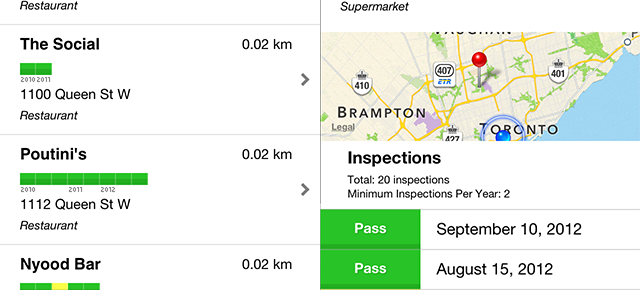 Restaurant
The Social
0.02 km
2010 2011
1100 Queen St W
Restaurant
Poutini's
0.02 km
2010 2011 2012
1112 Queen St W
Restaurant
Nyood Bar
0.02 km
Supermarket
VAUGHAN
407
ETR
410
401
BRAMPTON
Legal
TORONTO
427
Inspections
Total: 20 inspections
Minimum Inspections Per Year: 2
Pass
September 10, 2012
Pass
August 15, 2012